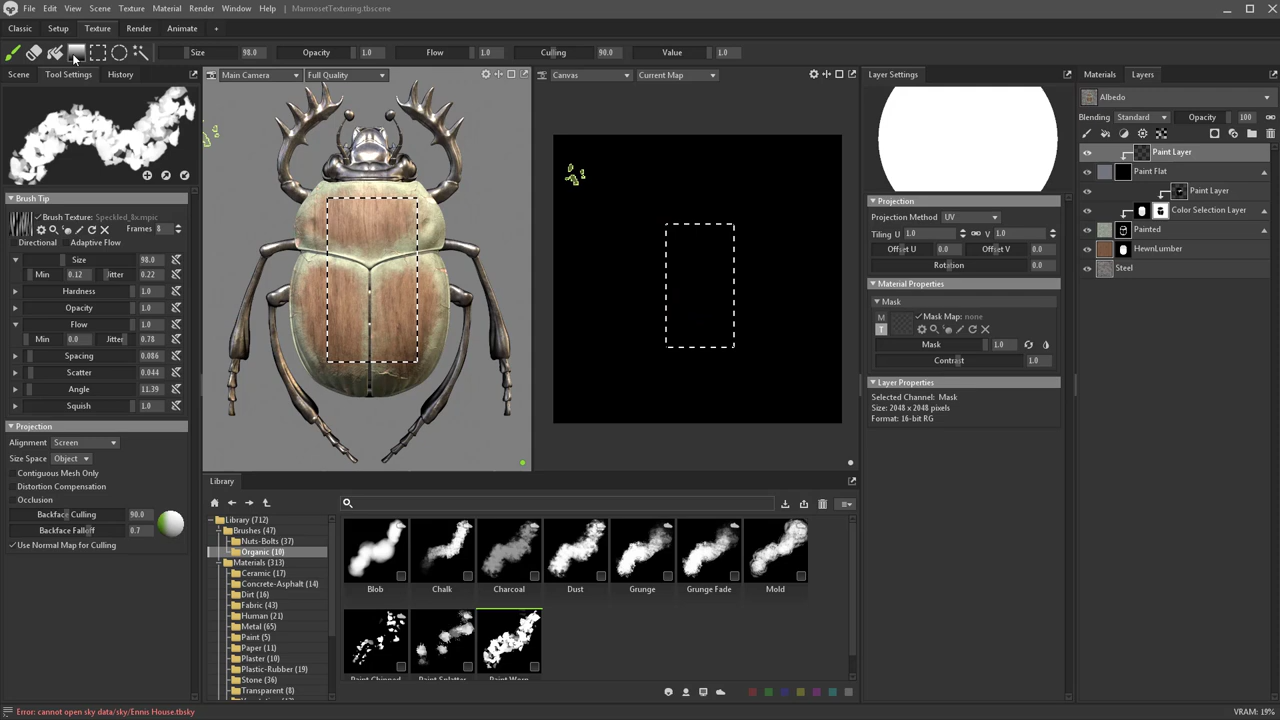 File Edit View Scene Texture Material Render Window Help MarmosetTexturing.tbscene
Classic Setup Texture Render Animate +
Size 98.0 Opacity 1.0 Flow 1.0 Culling 90.0 Value 1.0
Scene Tool Settings History
Main Camera Full Quality
Canvas Current Map
Layer Settings
Materials Layers
Albedo
Blending Standard Opacity 100
Paint Layer
Paint Flat
Paint Layer
Color Selection Layer
Painted
HewnLumber
Steel
Brush Tip
Brush Texture: Speckled_lix.mpic
Frames 8
Directional Adaptive Flow
Size 98.0
Min 0.12 Jitter 0.22
Hardness 1.0
Opacity 1.0
Flow 1.0
Min 0.0 Jitter 0.78
Spacing 0.086
Scatter 0.044
Angle 11.39
Squish 1.0
Projection
Alignment Screen
Size Space Object
Contiguous Mesh Only
Distortion Compensation
Occlusion
Backface Culling 90.0
Backface Falloff 0.7
Use Normal Map for Culling
Projection
Projection Method UV
Tiling U 1.0 V 1.0
Offset U 0.0 Offset V 0.0
Rotation 0.0
Material Properties
Mask
M Mask Map: none
T
Mask 1.0
Contrast 1.0
Layer Properties
Selected Channel: Mask
Size: 2048 x 2048 pixels
Format: 16-bit RG
Library
Library (712)
Brushes (47)
Nuts-Bolts (37)
Organic (10)
Materials (313)
Ceramic (17)
Concrete-Asphalt (14)
Dirt (16)
Fabric (43)
Human (21)
Metal (65)
Paint (5)
Paper (11)
Plaster (10)
Plastic-Rubber (19)
Stone (36)
Transparent (8)
Blob Chalk Charcoal Dust Grunge Grunge Fade Mold
Paint Chipped Paint Splatter Paint Worn
Error: cannot open sky data/sky/Ennis House.tbsky
VRAM: 19%